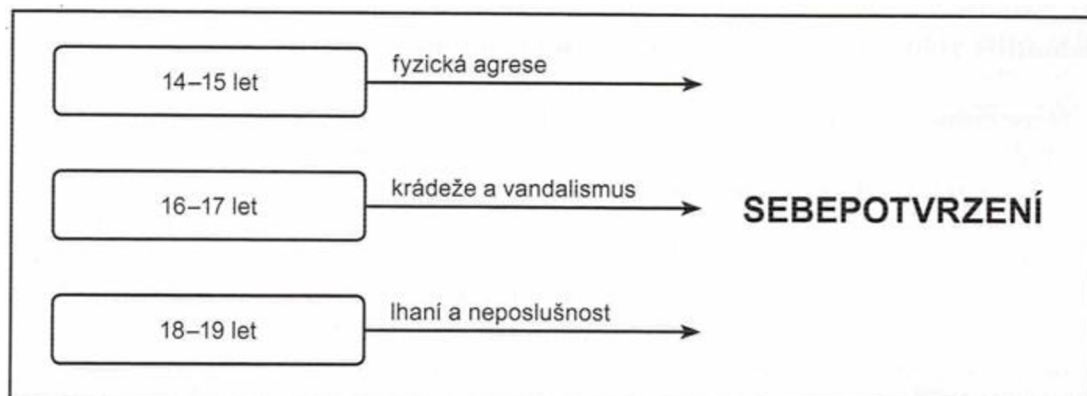 14–15 let
fyzická agrese
16–17 let
krádeže a vandalismus
SEBEPOTVRZENÍ
18–19 let
lhaní a neposlušnost